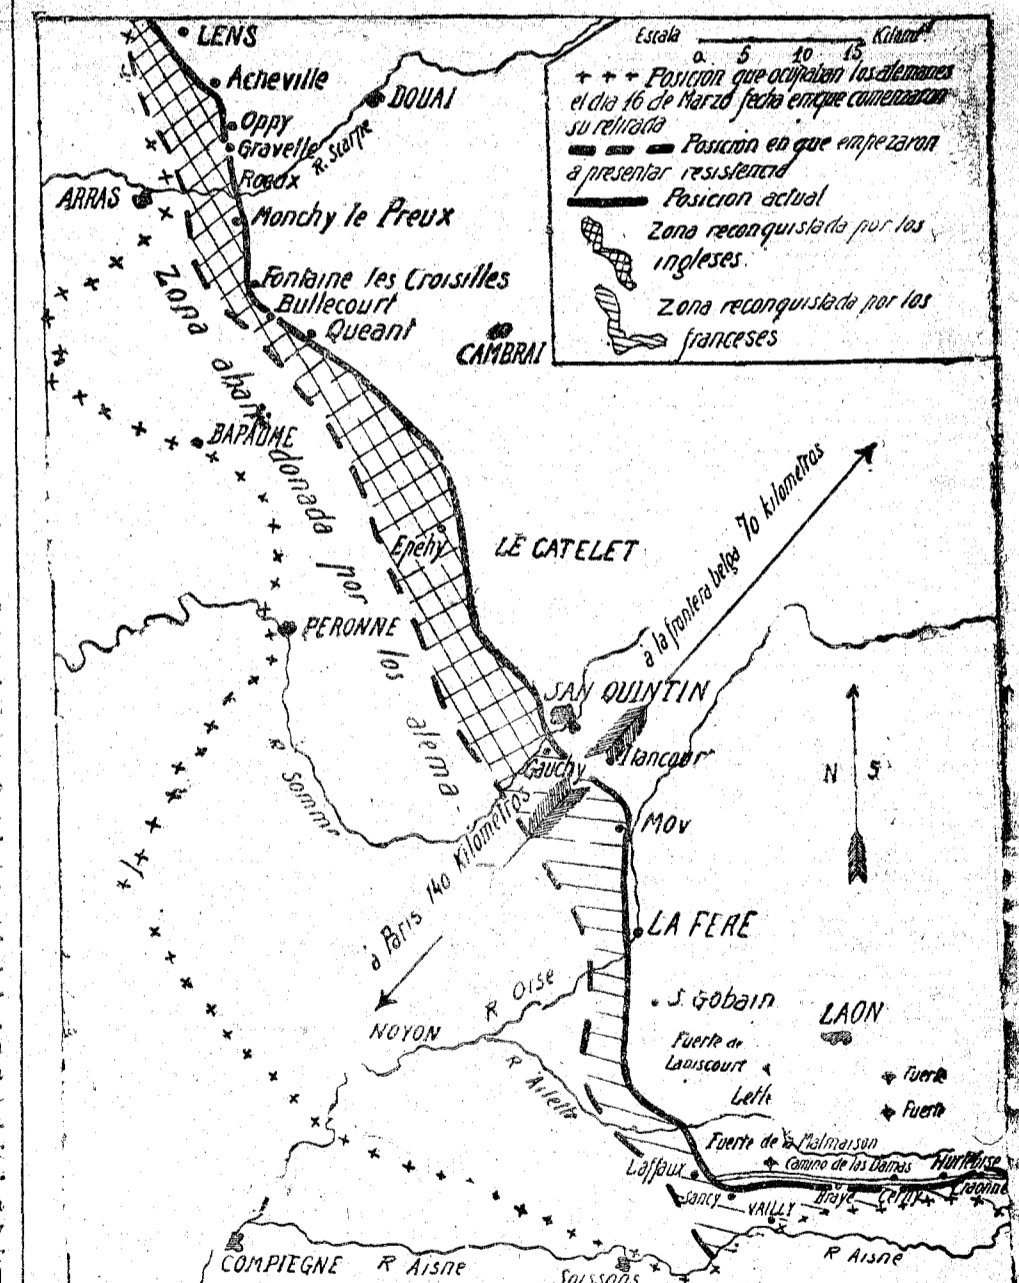 Escala
0 5 10 15
+ + + Posicion que ocupaban los alemanes
el dia 16 de Marzo fecha en que comenzaron
su retirada
Posicion en que empezaron
a presentar resistencia
Posicion actual
Zona reconquistada por los
ingleses.
Zona reconquistada por los
franceses
LENS
Acheville
DOUAI
Oppy
Gravelle
R. Scarpe
Roeux
ARRAS
Monchy le Preux
Fontaine les Croisilles
Bullecourt
Queant
CAMBRAI
Zona abandonada por los alema-
BAPAUME
Epehy
LE CATELET
à la frontera belga 70 kilometros
PERONNE
SAN QUINTIN
Gauchy
Itancour
R Somme
N S
MOV
à Paris 140 Kilometros
LA FERE
R Oise
S. Gobain
LAON
NOYON
Fuerte de
Laniscourt
Fuerte
R Ailette
Fuerte
Fuerte de la Malmaison
Camino de las Damas
Hurtebise
Laffaux
Sancy
VAILLY
Braye
Cerny
Craonne
COMPIEGNE
R Aisne
Soissons
R Aisne